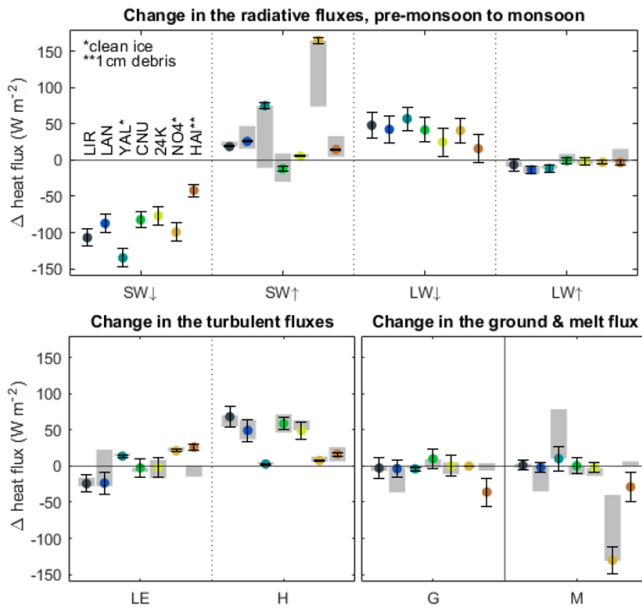 Change in the radiative fluxes, pre-monsoon to monsoon
*clean ice
**1cm debris
LIR
LAN
YAL*
CNU
24K
NO4*
HAI**
Δ heat flux (W m-2)
150
100
50
0
-50
-100
-150
SW↓
SW↑
LW↓
LW↑
Change in the turbulent fluxes
Change in the ground & melt flux
Δ heat flux (W m-2)
150
100
50
0
-50
-100
-150
LE
H
G
M